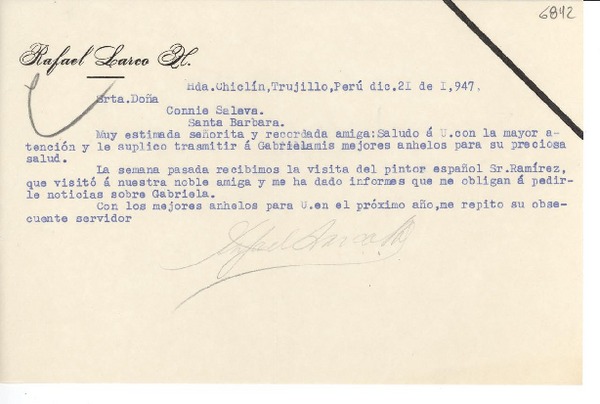 6842
Rafael Larco H.
Hda.Chiclín,Trujillo,Perú dic.2I de I,947,
Srta.Doña
Connie Saleva.
Santa Barbara.
Muy estimada señorita y recordada amiga:Saludo á U.con la mayor a-
tención y le suplico trasmitir á Gabrièlamis mejores anhelos para su preciosa
salud.
La semana pasada recibimos la visita del pintor español Sr.Ramírez,
que visitó á nuestra noble amiga y me ha dado informes que me obligan á pedir-
le noticias sobre Gabriela.
Con los mejores anhelos para U.en el próximo año,me repito su obse-
cuente servidor
Rafael Larco H.